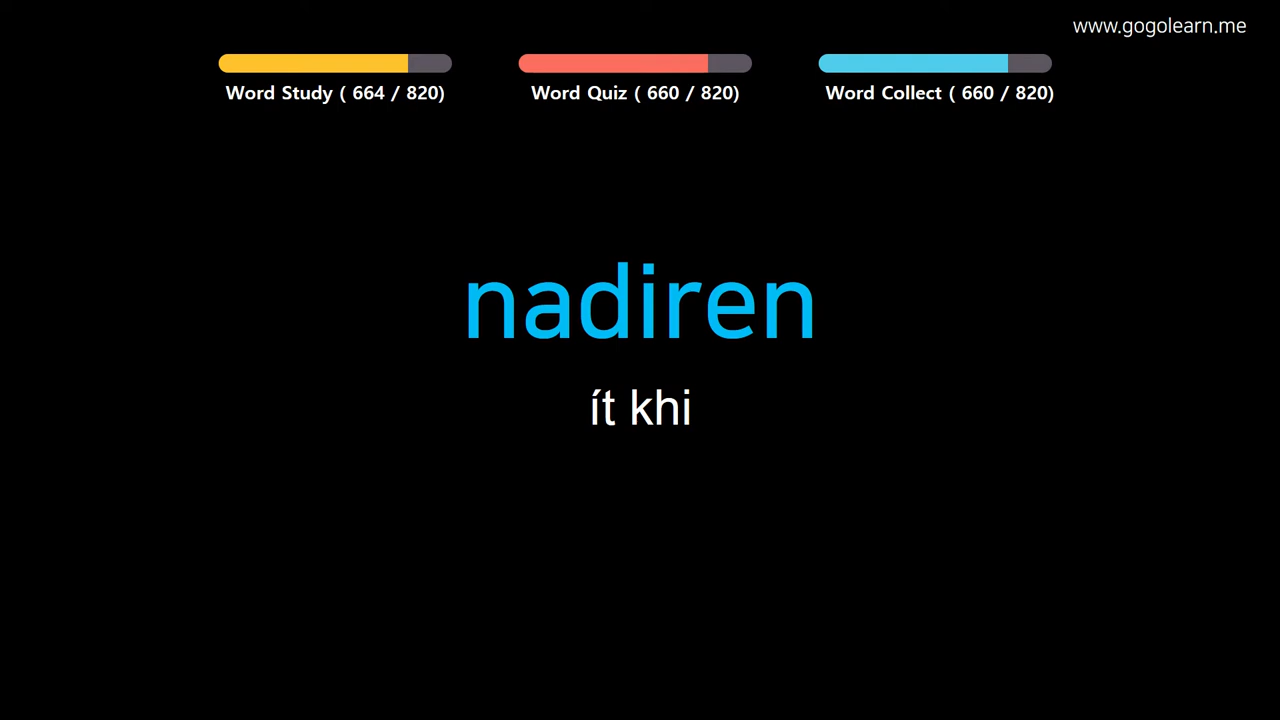 www.gogolearn.me
Word Study ( 664 / 820)
Word Quiz ( 660 / 820)
Word Collect ( 660 / 820)
nadiren
ít khi